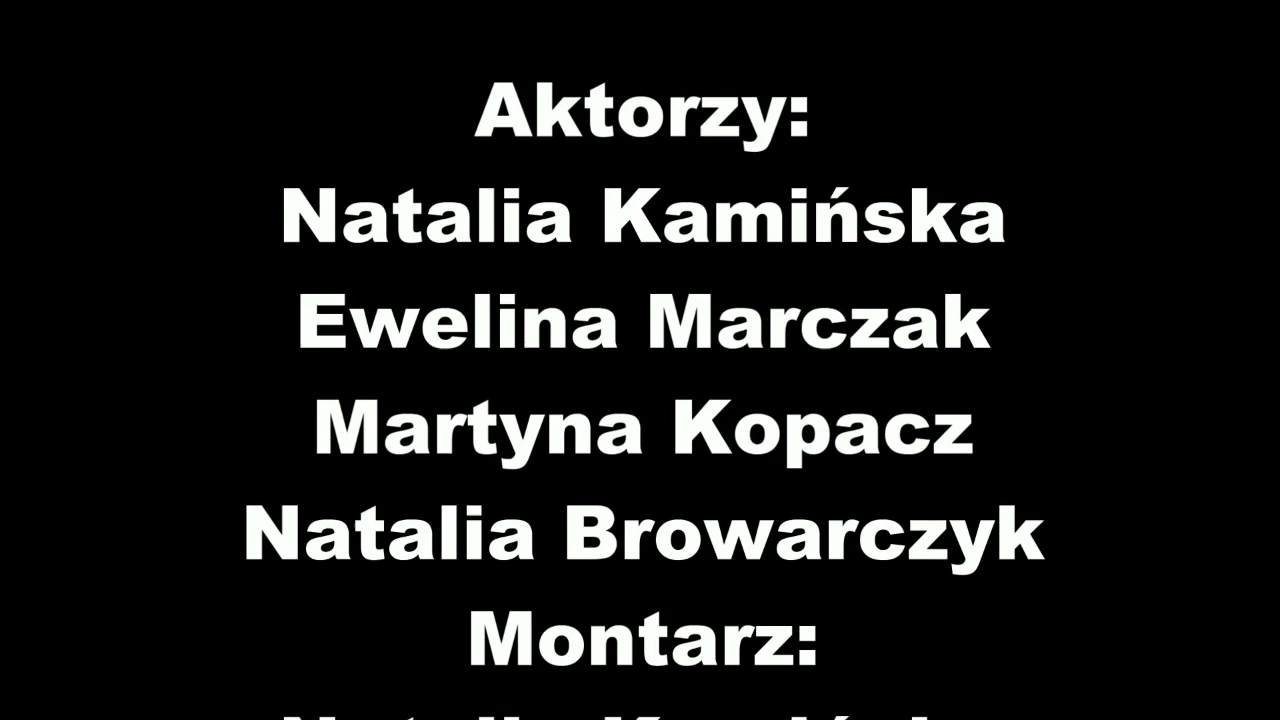 Aktorzy:
Natalia Kamińska
Ewelina Marczak
Martyna Kopacz
Natalia Browarczyk
Montarz: